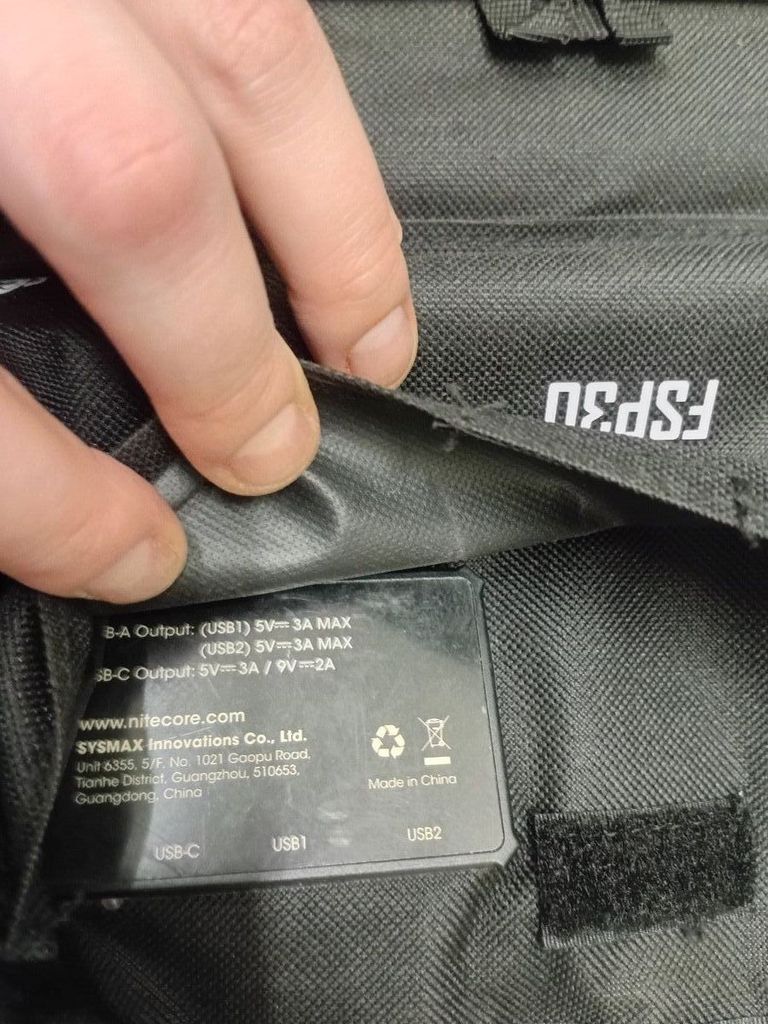 FSP30
B-A Output: (USB1) 5V⎓3A MAX
(USB2) 5V⎓3A MAX
SB-C Output: 5V⎓3A / 9V⎓2A
www.nitecore.com
SYSMAX Innovations Co., Ltd.
Unit 6355, 5/F, No. 1021 Gaopu Road,
Tianhe District, Guangzhou, 510653,
Guangdong, China
Made in China
USB-C USB1 USB2